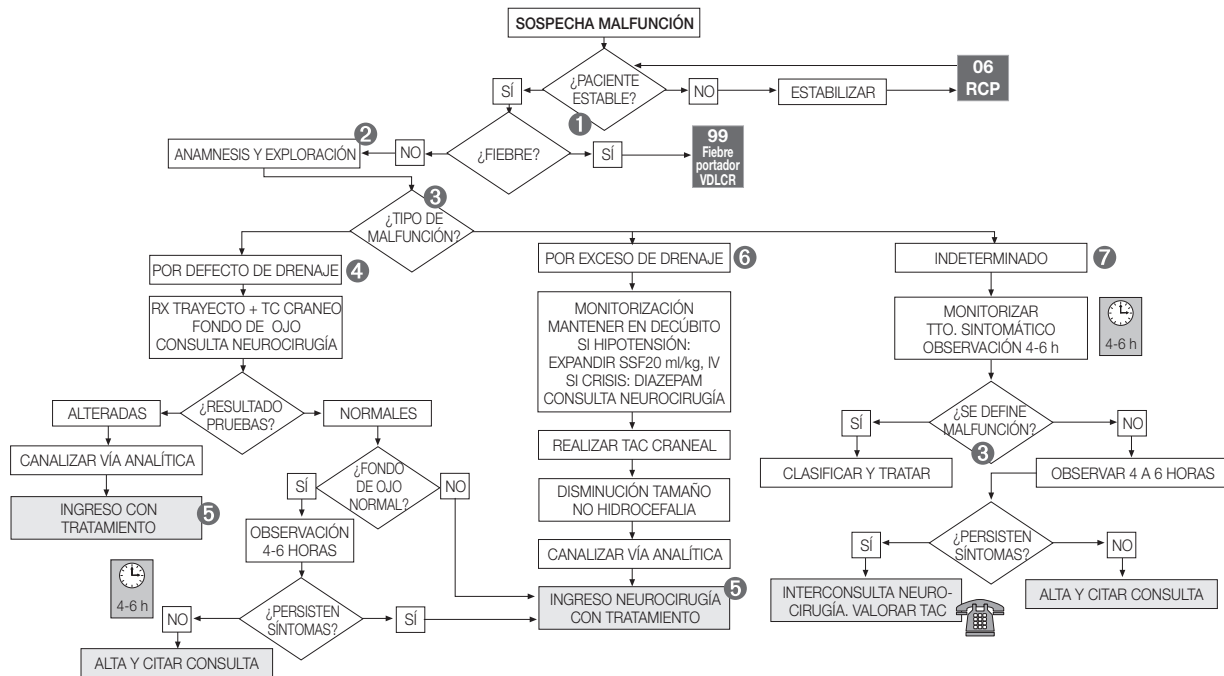 SOSPECHA MALFUNCIÓN
¿PACIENTE
ESTABLE?
1
SÍ
NO
ESTABILIZAR
06
RCP
¿FIEBRE?
NO
SÍ
99
Fiebre
portador
VDLCR
2
ANAMNESIS Y EXPLORACIÓN
3
¿TIPO DE
MALFUNCIÓN?
POR DEFECTO DE DRENAJE
4
RX TRAYECTO + TC CRANEO
FONDO DE OJO
CONSULTA NEUROCIRUGÍA
¿RESULTADO
PRUEBAS?
ALTERADAS
NORMALES
CANALIZAR VÍA ANALÍTICA
INGRESO CON
TRATAMIENTO
5
¿FONDO
DE OJO
NORMAL?
SÍ
NO
OBSERVACIÓN
4-6 HORAS
4-6 h
¿PERSISTEN
SÍNTOMAS?
NO
SÍ
ALTA Y CITAR CONSULTA
POR EXCESO DE DRENAJE
6
MONITORIZACIÓN
MANTENER EN DECÚBITO
SI HIPOTENSIÓN:
EXPANDIR SSF20 ml/kg, IV
SI CRISIS: DIAZEPAM
CONSULTA NEUROCIRUGÍA
REALIZAR TAC CRANEAL
DISMINUCIÓN TAMAÑO
NO HIDROCEFALIA
CANALIZAR VÍA ANALÍTICA
INGRESO NEUROCIRUGÍA
CON TRATAMIENTO
5
INDETERMINADO
7
MONITORIZAR
TTO. SINTOMÁTICO
OBSERVACIÓN 4-6 h
4-6 h
¿SE DEFINE
MALFUNCIÓN?
3
SÍ
NO
CLASIFICAR Y TRATAR
OBSERVAR 4 A 6 HORAS
¿PERSISTEN
SÍNTOMAS?
SÍ
NO
INTERCONSULTA NEURO-
CIRUGÍA. VALORAR TAC
ALTA Y CITAR CONSULTA